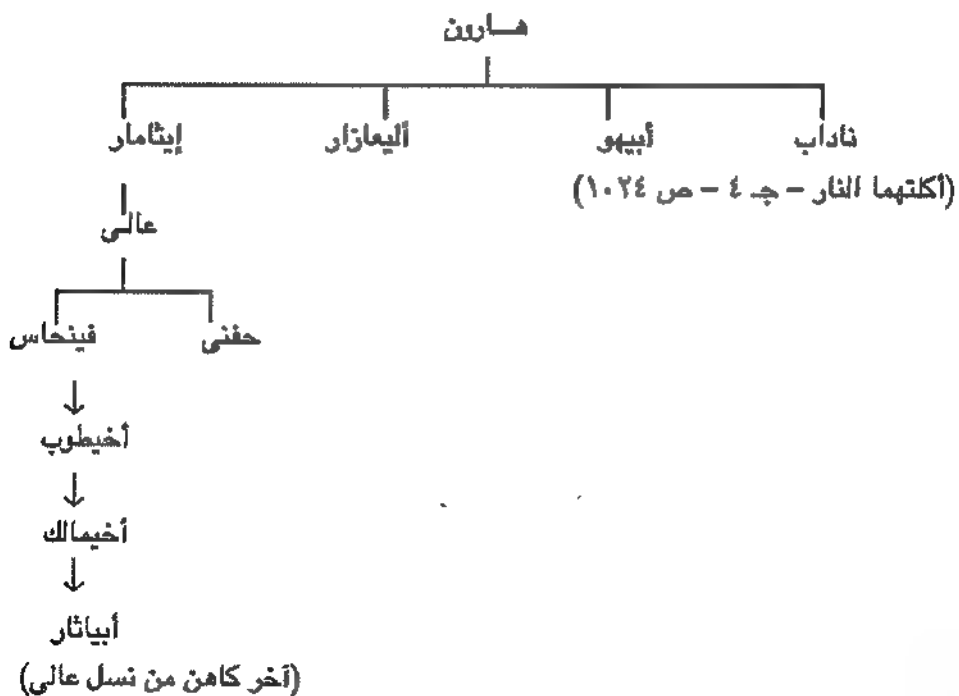 هارون
ناداب أبيهو أليعازار إيثامار
(أكلتهما النار - جـ ٤ - ص ١٠٢٤)
عالى
حفنى فينحاس
أخيطوب
أخيمالك
أبياثار
(آخر كاهن من نسل عالى)